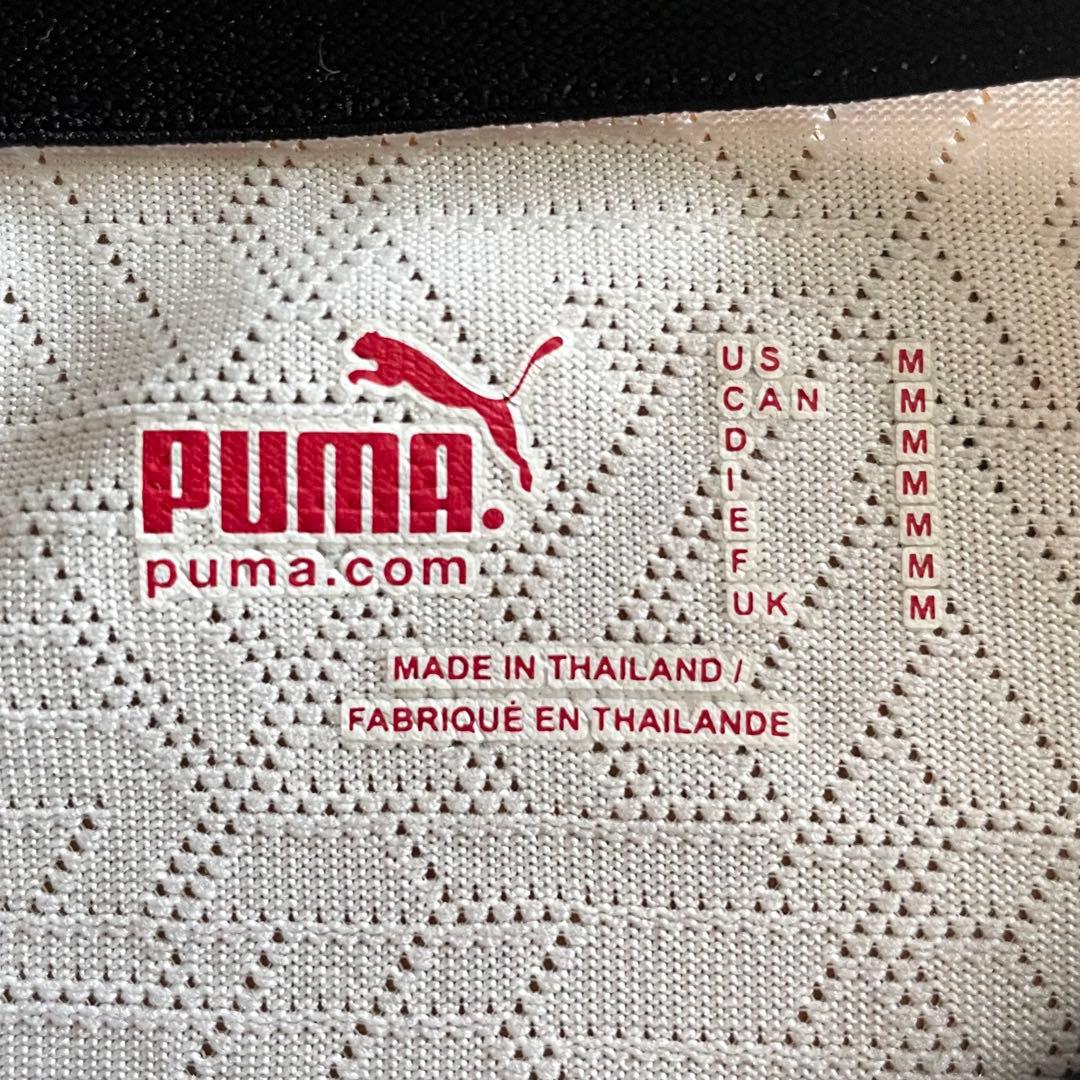 PUMA.
puma.com
US M
CAN M
D M
I M
E M
F M
UK M
MADE IN THAILAND /
FABRIQUÉ EN THAILANDE